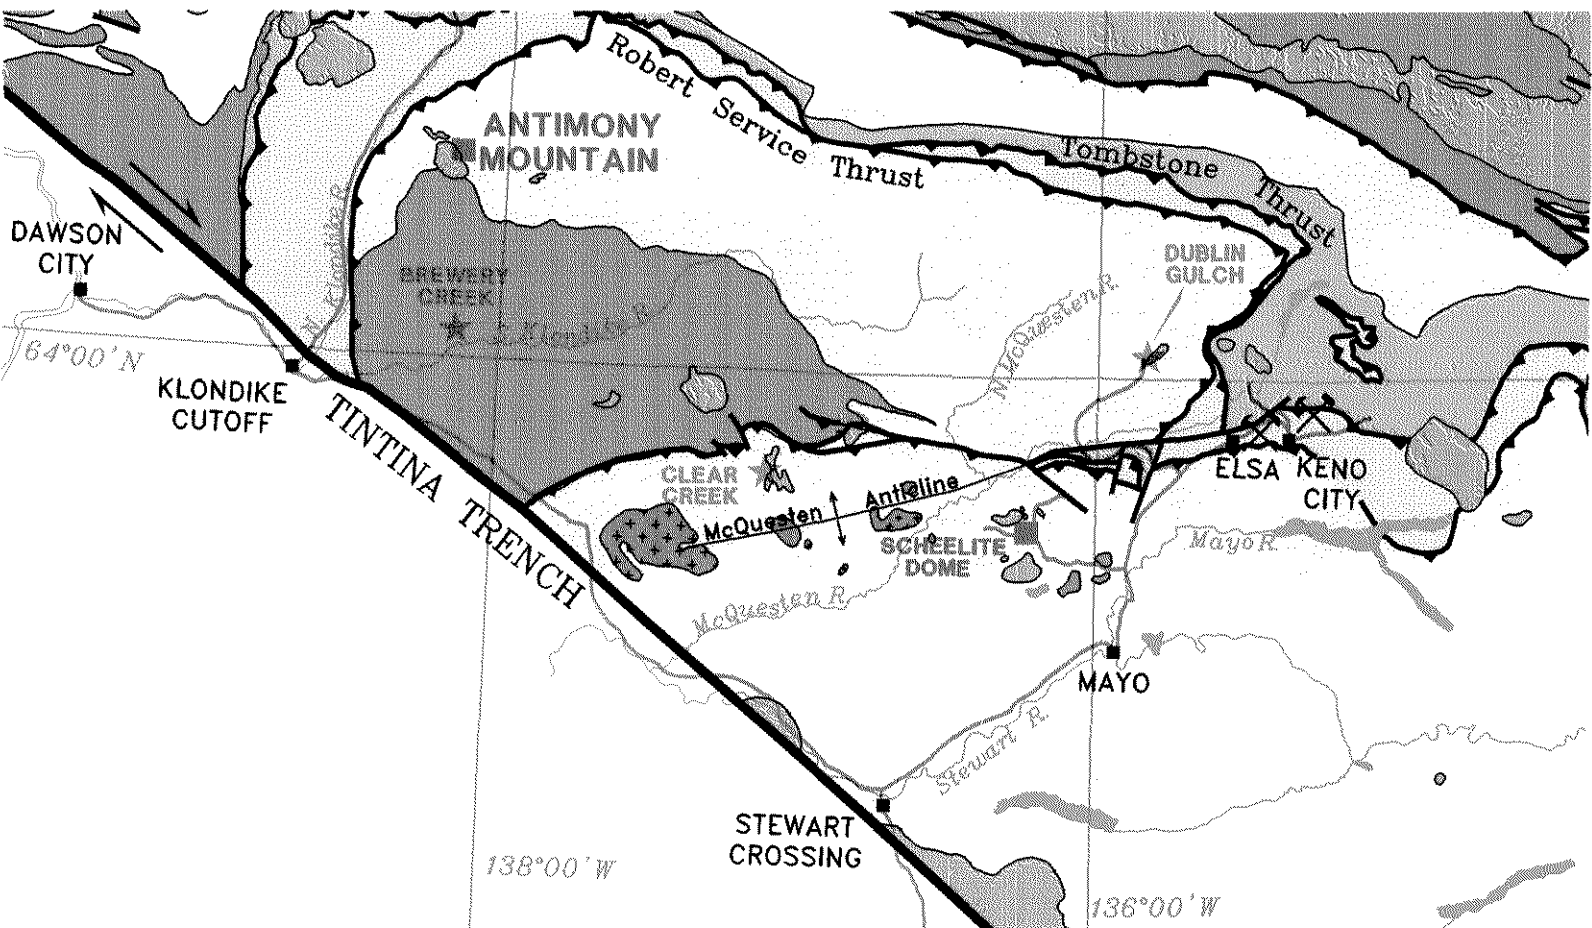 Robert Service Thrust
ANTIMONY
MOUNTAIN
Tombstone Thrust
DAWSON
CITY
N. Klondike R.
BREWERY
CREEK
DUBLIN
GULCH
N. McQuesten R.
64°00'N
KLONDIKE
CUTOFF
TINTINA TRENCH
CLEAR
CREEK
McQuesten Anticline
ELSA
KENO
CITY
SCHEELITE
DOME
Mayo R.
McQuesten R.
MAYO
Stewart R.
STEWART
CROSSING
138°00'W
136°00'W